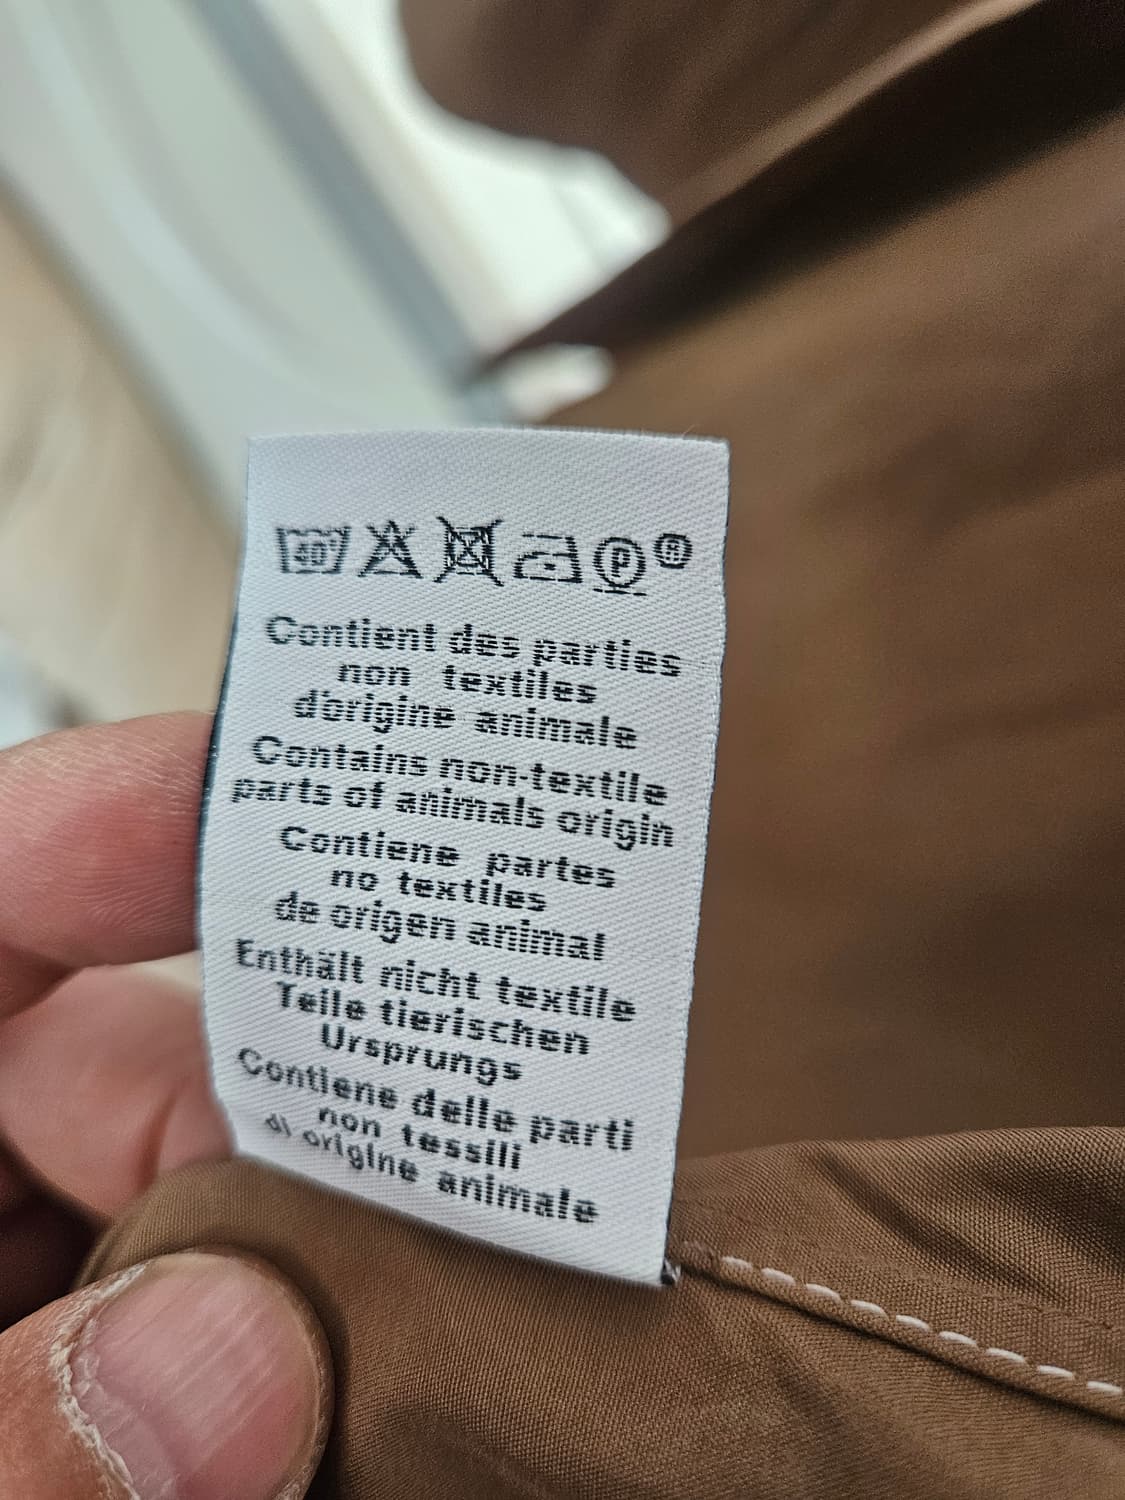 40°
P
®
Contient des parties
non textiles
d'origine animale
Contains non-textile
parts of animals origin
Contiene partes
no textiles
de origen animal
Enthält nicht textile
Teile tierischen
Ursprungs
Contiene delle parti
non tessili
di origine animale